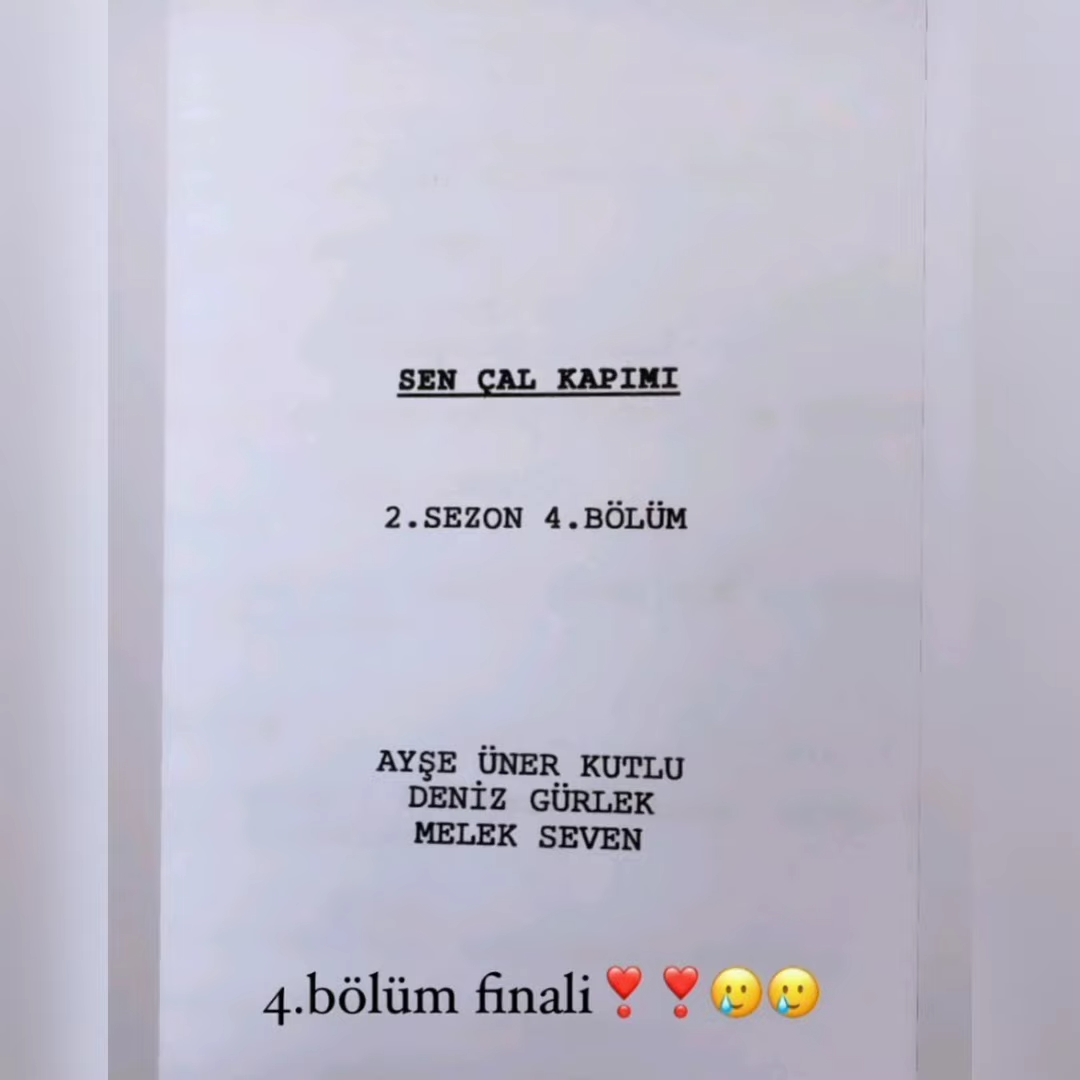 SEN ÇAL KAPIMI
2.SEZON 4.BÖLÜM
AYŞE ÜNER KUTLU
DENİZ GÜRLEK
MELEK SEVEN
4.bölüm finali❣️❣️🥲🥲